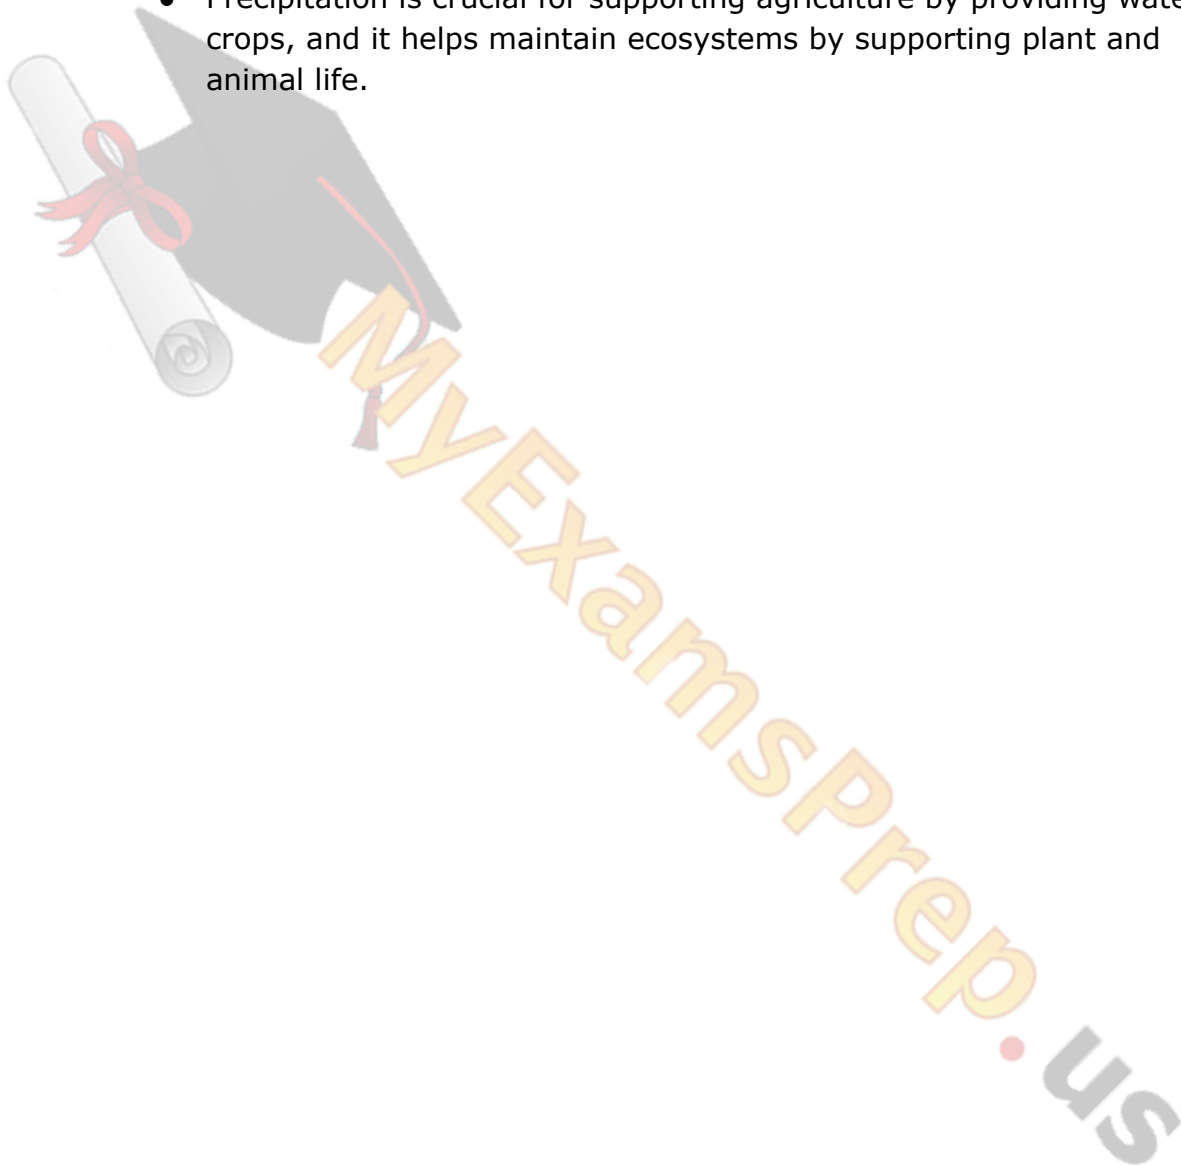 Precipitation is crucial for supporting agriculture by providing wate
crops, and it helps maintain ecosystems by supporting plant and
animal life.
MyExamsPrep.us